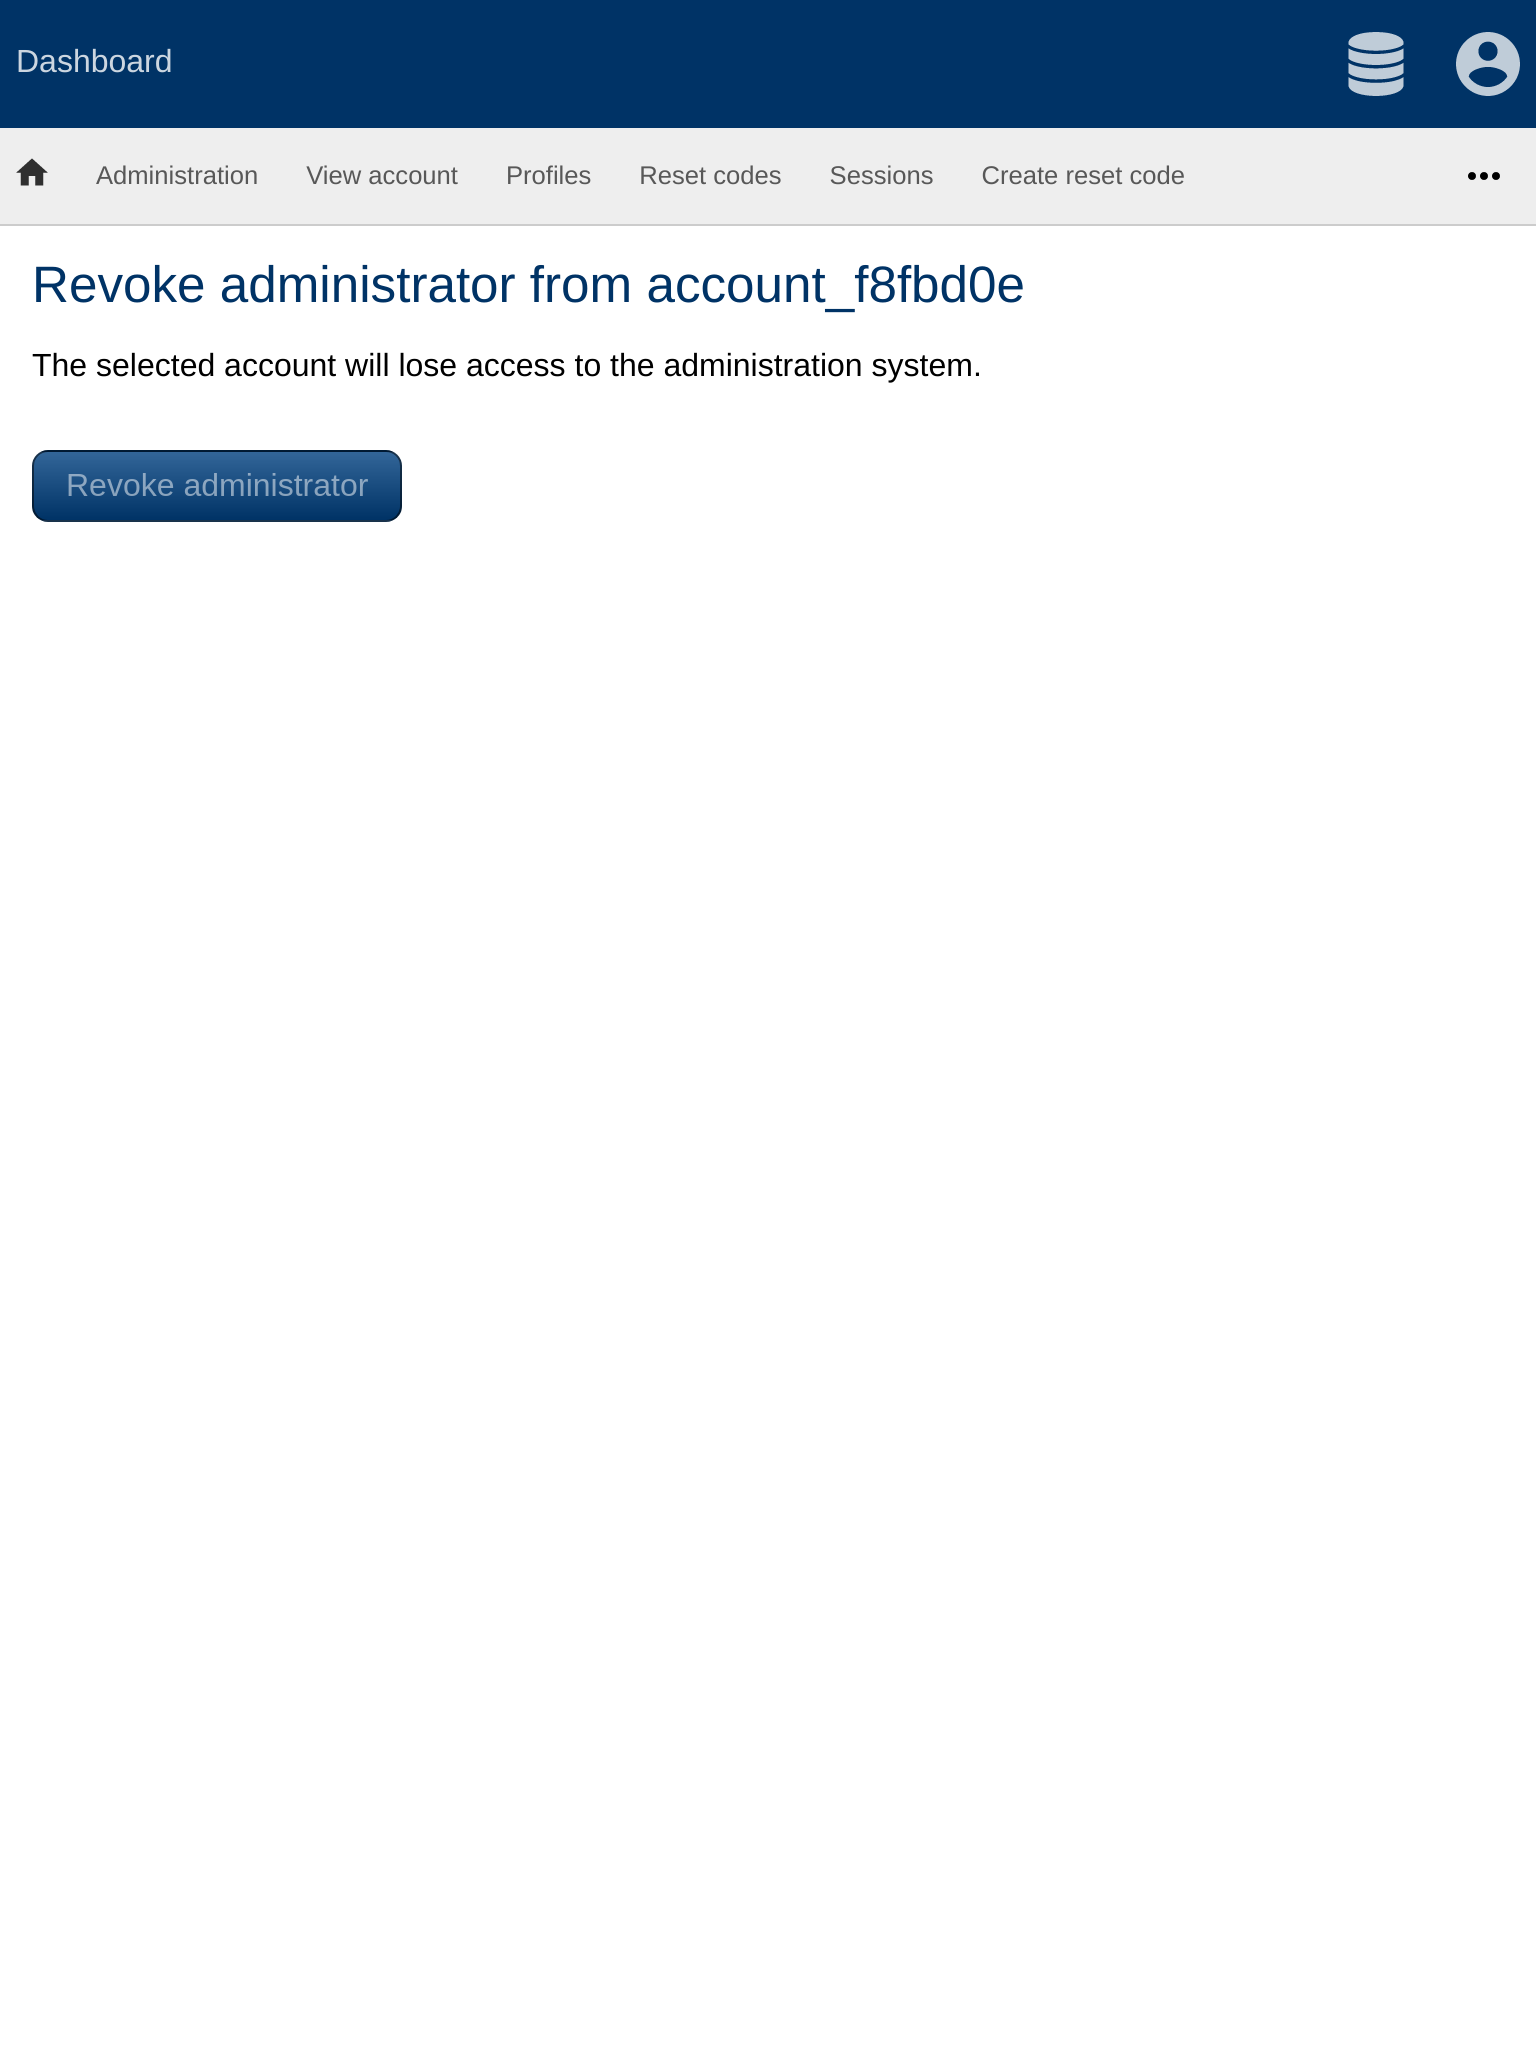 Dashboard
Administration View account Profiles Reset codes Sessions Create reset code
Revoke administrator from account_f8fbd0e
The selected account will lose access to the administration system.
Revoke administrator